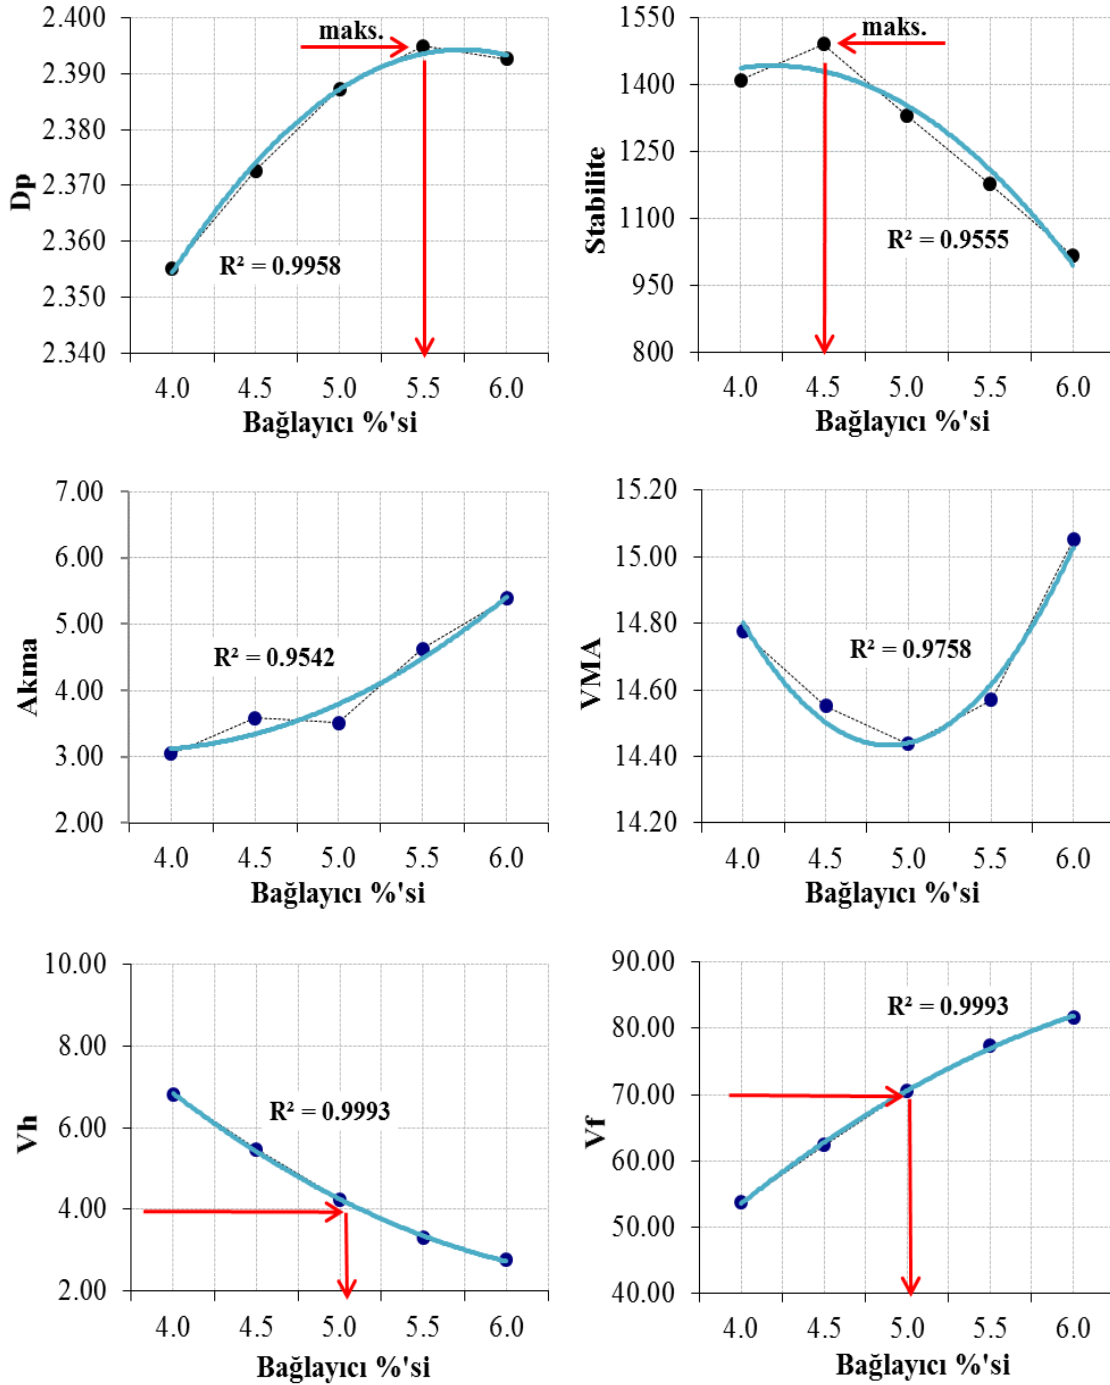 2.400
2.390
2.380
2.370
2.360
2.350
2.340
Dp
maks.
R² = 0.9958
4.0 4.5 5.0 5.5 6.0
Bağlayıcı %'si
1550
1400
1250
1100
950
800
Stabilite
maks.
R² = 0.9555
4.0 4.5 5.0 5.5 6.0
Bağlayıcı %'si
7.00
6.00
5.00
4.00
3.00
2.00
Akma
R² = 0.9542
4.0 4.5 5.0 5.5 6.0
Bağlayıcı %'si
15.20
15.00
14.80
14.60
14.40
14.20
VMA
R² = 0.9758
4.0 4.5 5.0 5.5 6.0
Bağlayıcı %'si
10.00
8.00
6.00
4.00
2.00
Vh
R² = 0.9993
4.0 4.5 5.0 5.5 6.0
Bağlayıcı %'si
90.00
80.00
70.00
60.00
50.00
40.00
Vf
R² = 0.9993
4.0 4.5 5.0 5.5 6.0
Bağlayıcı %'si